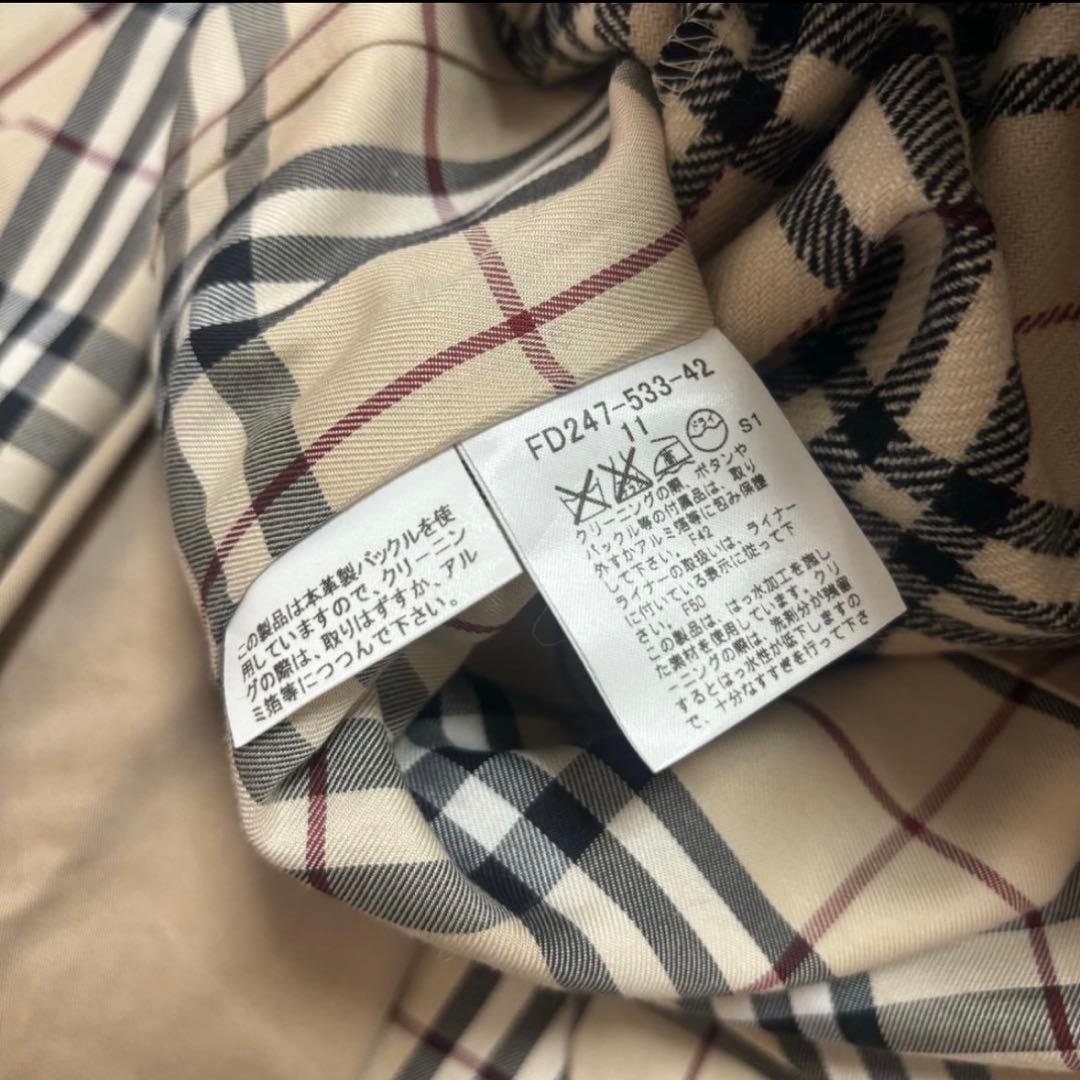 この製品は本革製バックルを使
用していますので、クリーニン
グの際は、取りはずすか、アル
ミ箔等につつんで下さい。
FD247-533-42
11
ドライ S1
クリーニングの際、ボタンや
バックル等の付属品は、取り
外すかアルミ箔等に包み保護
して下さい。 F42
ライナーの取扱いは、ライナー
に付いている表示に従って下
さい。 F50
この製品は、はっ水加工を施し
た素材を使用しています。クリ
ーニングの際は、洗剤分が残留
するとはっ水性が低下しますの
で、十分なすすぎを行って下